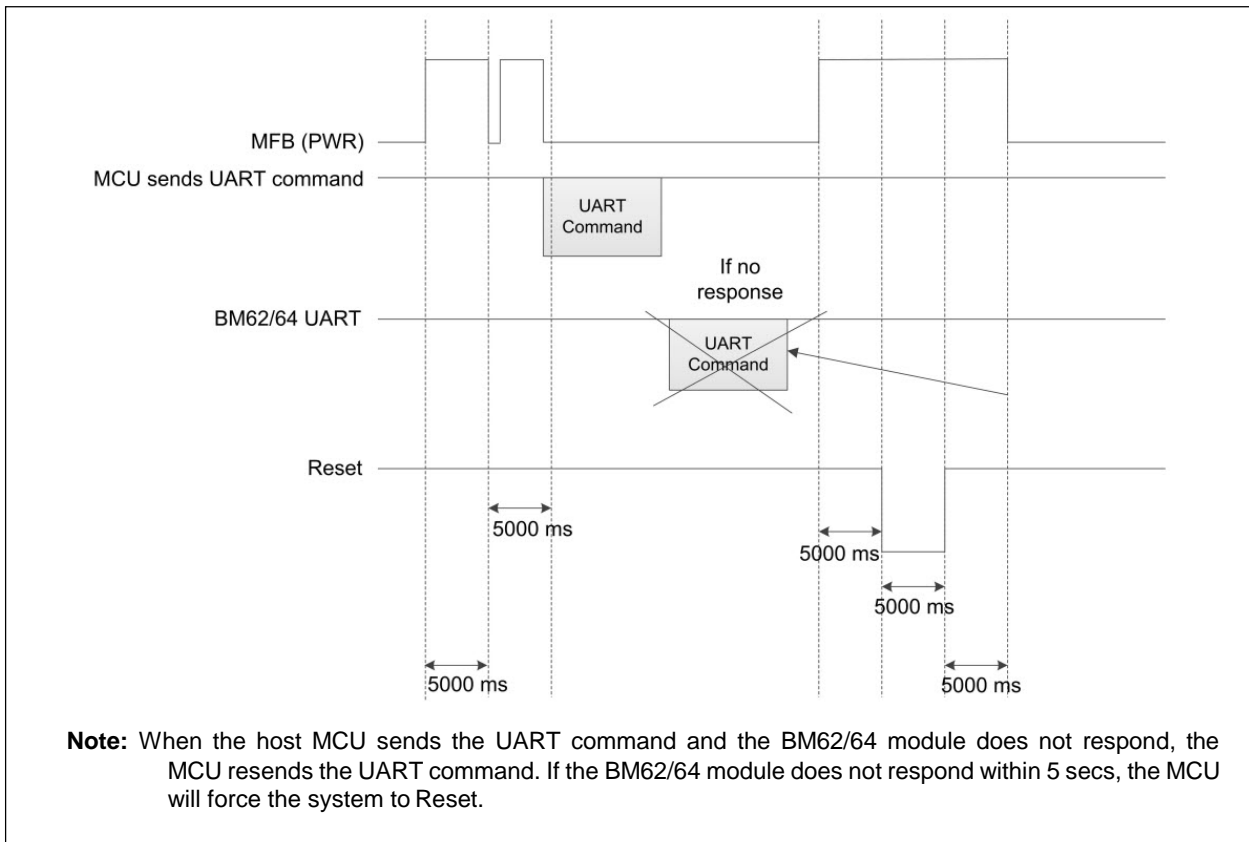 MFB (PWR)
MCU sends UART command
UART
Command
If no
response
BM62/64 UART
UART
Command
Reset
5000 ms
5000 ms
5000 ms
5000 ms
5000 ms
Note: When the host MCU sends the UART command and the BM62/64 module does not respond, the
MCU resends the UART command. If the BM62/64 module does not respond within 5 secs, the MCU
will force the system to Reset.